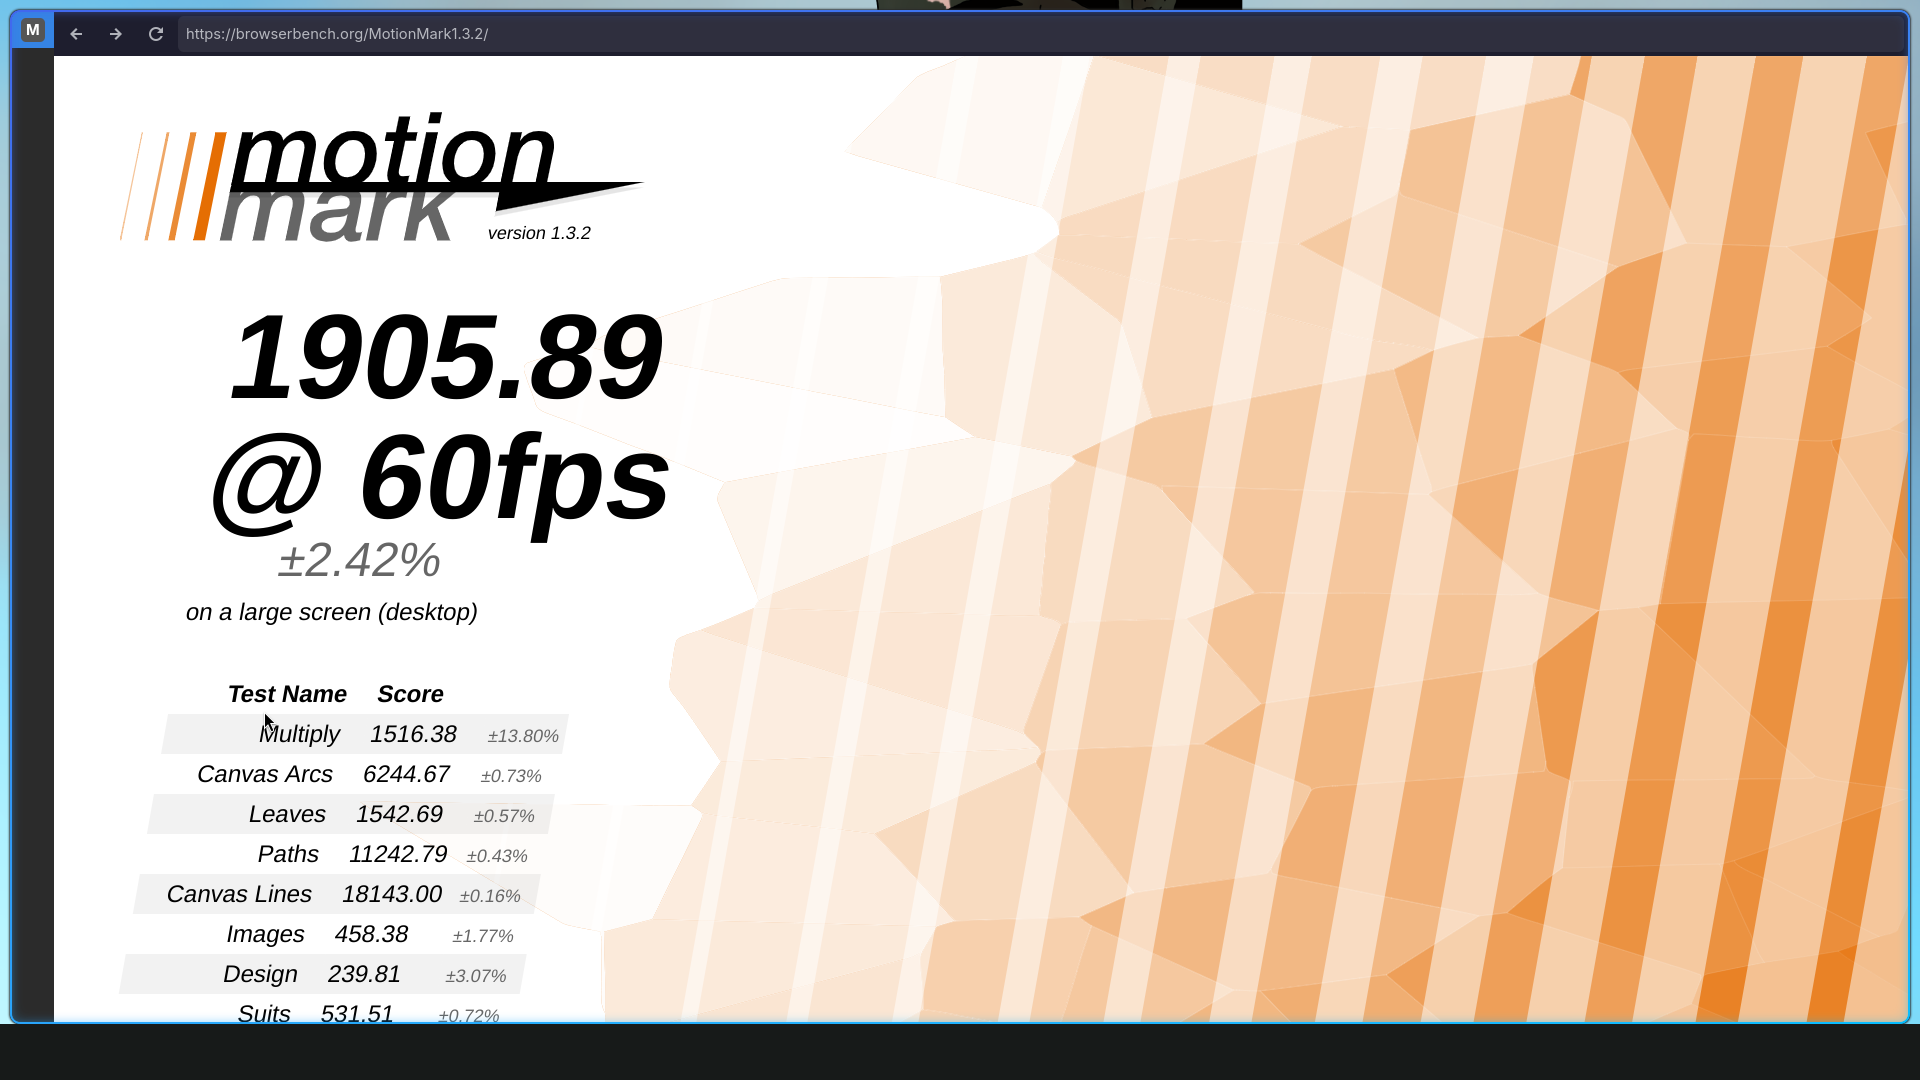 M
https://browserbench.org/MotionMark1.3.2/
motion
mark
version 1.3.2
1905.89
@ 60fps
±2.42%
on a large screen (desktop)
Test Name Score
Multiply 1516.38 ±13.80%
Canvas Arcs 6244.67 ±0.73%
Leaves 1542.69 ±0.57%
Paths 11242.79 ±0.43%
Canvas Lines 18143.00 ±0.16%
Images 458.38 ±1.77%
Design 239.81 ±3.07%
Suits 531.51 ±0.72%